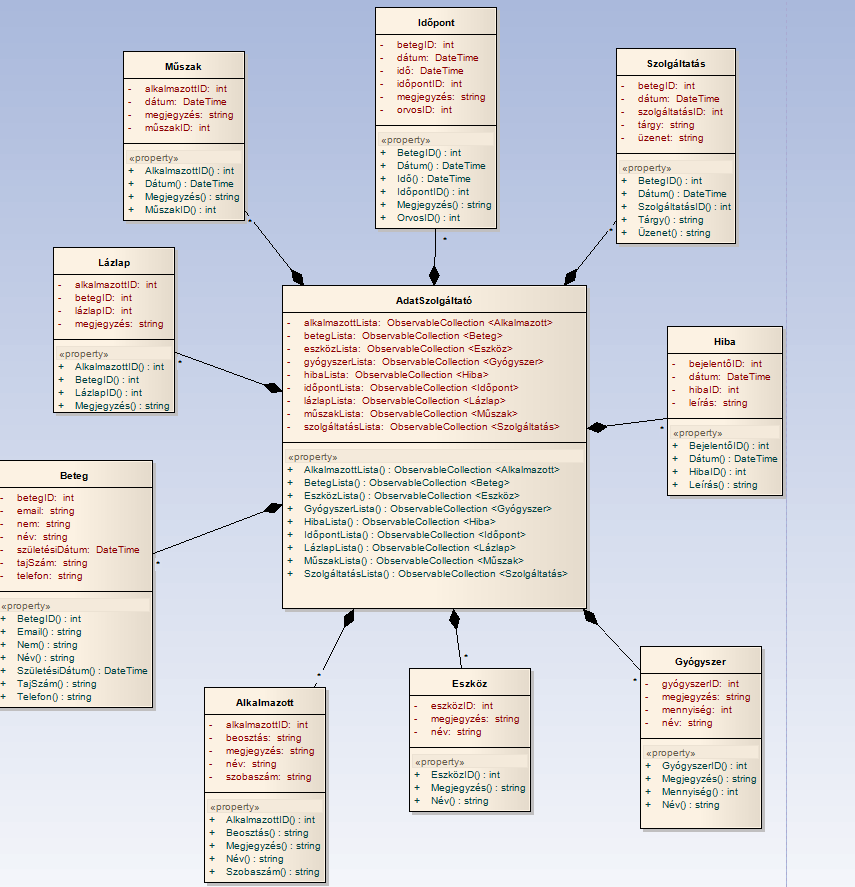 Időpont
- betegID: int
- dátum: DateTime
- idő: DateTime
- időpontID: int
- megjegyzés: string
- orvosID: int
«property»
+ BetegID() : int
+ Dátum() : DateTime
+ Idő() : DateTime
+ IdőpontID() : int
+ Megjegyzés() : string
+ OrvosID() : int
Műszak
- alkalmazottID: int
- dátum: DateTime
- megjegyzés: string
- műszakID: int
«property»
+ AlkalmazottID() : int
+ Dátum() : DateTime
+ Megjegyzés() : string
+ MűszakID() : int
Szolgáltatás
- betegID: int
- dátum: DateTime
- szolgáltatásID: int
- tárgy: string
- üzenet: string
«property»
+ BetegID() : int
+ Dátum() : DateTime
+ SzolgáltatásID() : int
+ Tárgy() : string
+ Üzenet() : string
*
*
*
Lázlap
- alkalmazottID: int
- betegID: int
- lázlapID: int
- megjegyzés: string
«property»
+ AlkalmazottID() : int
+ BetegID() : int
+ LázlapID() : int
+ Megjegyzés() : string
*
AdatSzolgáltató
- alkalmazottLista: ObservableCollection <Alkalmazott>
- betegLista: ObservableCollection <Beteg>
- eszközLista: ObservableCollection <Eszköz>
- gyógyszerLista: ObservableCollection <Gyógyszer>
- hibaLista: ObservableCollection <Hiba>
- időpontLista: ObservableCollection <Időpont>
- lázlapLista: ObservableCollection <Lázlap>
- műszakLista: ObservableCollection <Műszak>
- szolgáltatásLista: ObservableCollection <Szolgáltatás>
«property»
+ AlkalmazottLista() : ObservableCollection <Alkalmazott>
+ BetegLista() : ObservableCollection <Beteg>
+ EszközLista() : ObservableCollection <Eszköz>
+ GyógyszerLista() : ObservableCollection <Gyógyszer>
+ HibaLista() : ObservableCollection <Hiba>
+ IdőpontLista() : ObservableCollection <Időpont>
+ LázlapLista() : ObservableCollection <Lázlap>
+ MűszakLista() : ObservableCollection <Műszak>
+ SzolgáltatásLista() : ObservableCollection <Szolgáltatás>
Hiba
- bejelentőID: int
- dátum: DateTime
- hibaID: int
- leírás: string
«property»
+ BejelentőID() : int
+ Dátum() : DateTime
+ HibaID() : int
+ Leírás() : string
*
Beteg
- betegID: int
- email: string
- nem: string
- név: string
- születésiDátum: DateTime
- tajSzám: string
- telefon: string
«property»
+ BetegID() : int
+ Email() : string
+ Nem() : string
+ Név() : string
+ SzületésiDátum() : DateTime
+ TajSzám() : string
+ Telefon() : string
*
Alkalmazott
- alkalmazottID: int
- beosztás: string
- megjegyzés: string
- név: string
- szobaszám: string
«property»
+ AlkalmazottID() : int
+ Beosztás() : string
+ Megjegyzés() : string
+ Név() : string
+ Szobaszám() : string
*
Eszköz
- eszközID: int
- megjegyzés: string
- név: string
«property»
+ EszközID() : int
+ Megjegyzés() : string
+ Név() : string
*
Gyógyszer
- gyógyszerID: int
- megjegyzés: string
- mennyiség: int
- név: string
«property»
+ GyógyszerID() : int
+ Megjegyzés() : string
+ Mennyiség() : int
+ Név() : string
*